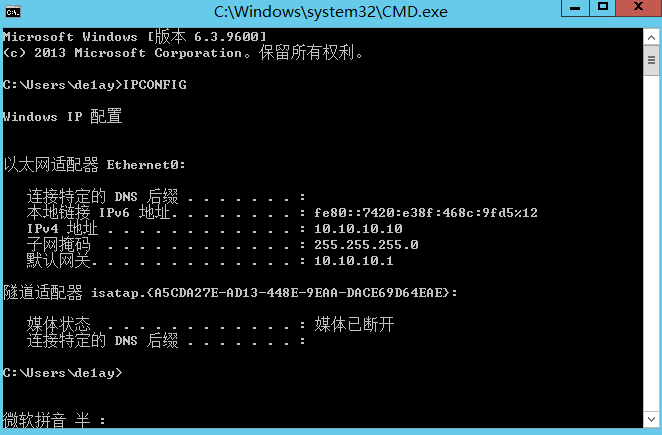 C:\Windows\system32\CMD.exe
Microsoft Windows [版本 6.3.9600]
(c) 2013 Microsoft Corporation。保留所有权利。
C:\Users\de1ay>IPCONFIG
Windows IP 配置
以太网适配器 Ethernet0:
连接特定的 DNS 后缀 . . . . . . . :
本地链接 IPv6 地址. . . . . . . . : fe80::7420:e38f:468c:9fd5%12
IPv4 地址 . . . . . . . . . . . . : 10.10.10.10
子网掩码 . . . . . . . . . . . . : 255.255.255.0
默认网关. . . . . . . . . . . . . : 10.10.10.1
隧道适配器 isatap.{A5CDA27E-AD13-448E-9EAA-DACE69D64EAE}:
媒体状态 . . . . . . . . . . . . : 媒体已断开
连接特定的 DNS 后缀 . . . . . . . :
C:\Users\de1ay>
微软拼音 半 :